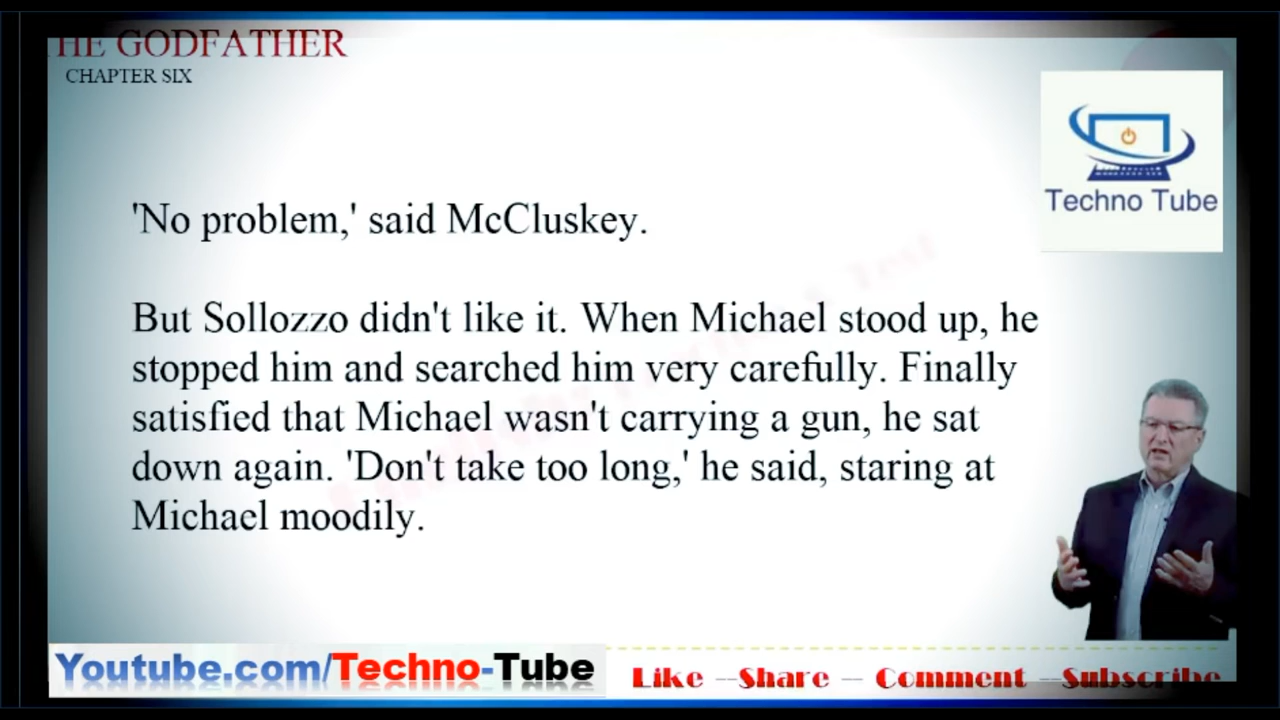 THE GODFATHER
CHAPTER SIX
Techno Tube
'No problem,' said McCluskey.
But Sollozzo didn't like it. When Michael stood up, he
stopped him and searched him very carefully. Finally
satisfied that Michael wasn't carrying a gun, he sat
down again. 'Don't take too long,' he said, staring at
Michael moodily.
Youtube.com/Techno-Tube
Like --Share -- Comment --Subscribe